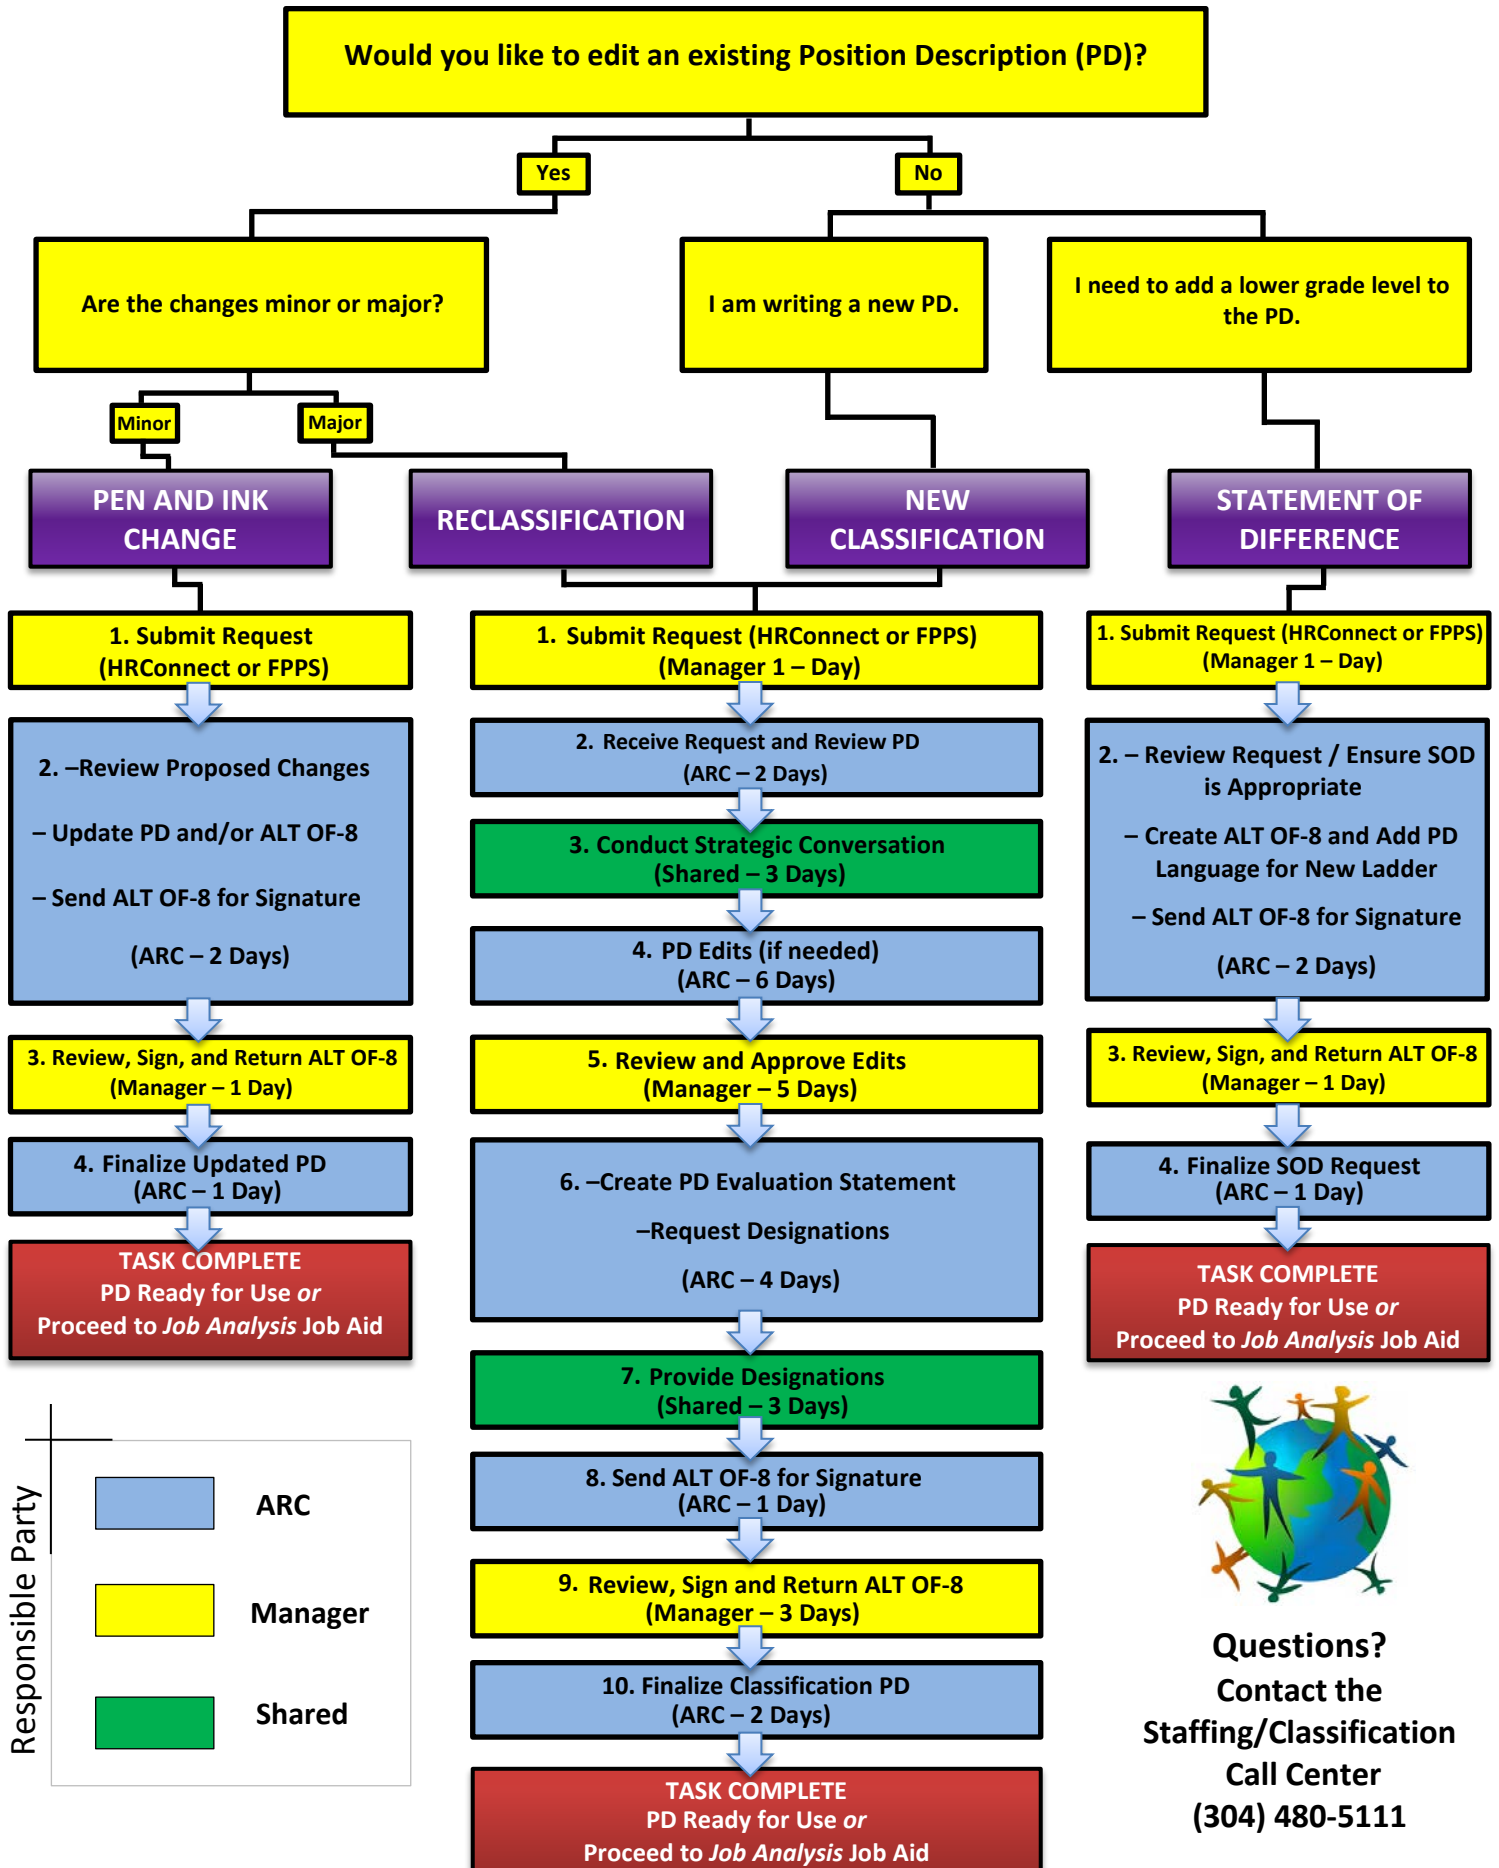 Would you like to edit an existing Position Description (PD)?
Yes
No
Are the changes minor or major?
I am writing a new PD.
I need to add a lower grade level to
the PD.
Minor
Major
PEN AND INK
CHANGE
RECLASSIFICATION
NEW
CLASSIFICATION
STATEMENT OF
DIFFERENCE
1. Submit Request
(HRConnect or FPPS)
2. –Review Proposed Changes
– Update PD and/or ALT OF-8
– Send ALT OF-8 for Signature
(ARC – 2 Days)
3. Review, Sign, and Return ALT OF-8
(Manager – 1 Day)
4. Finalize Updated PD
(ARC – 1 Day)
TASK COMPLETE
PD Ready for Use or
Proceed to Job Analysis Job Aid
1. Submit Request (HRConnect or FPPS)
(Manager 1 – Day)
2. Receive Request and Review PD
(ARC – 2 Days)
3. Conduct Strategic Conversation
(Shared – 3 Days)
4. PD Edits (if needed)
(ARC – 6 Days)
5. Review and Approve Edits
(Manager – 5 Days)
6. –Create PD Evaluation Statement
–Request Designations
(ARC – 4 Days)
7. Provide Designations
(Shared – 3 Days)
8. Send ALT OF-8 for Signature
(ARC – 1 Day)
9. Review, Sign and Return ALT OF-8
(Manager – 3 Days)
10. Finalize Classification PD
(ARC – 2 Days)
TASK COMPLETE
PD Ready for Use or
Proceed to Job Analysis Job Aid
1. Submit Request (HRConnect or FPPS)
(Manager 1 – Day)
2. – Review Request / Ensure SOD
is Appropriate
– Create ALT OF-8 and Add PD
Language for New Ladder
– Send ALT OF-8 for Signature
(ARC – 2 Days)
3. Review, Sign, and Return ALT OF-8
(Manager – 1 Day)
4. Finalize SOD Request
(ARC – 1 Day)
TASK COMPLETE
PD Ready for Use or
Proceed to Job Analysis Job Aid
Responsible Party
ARC
Manager
Shared
Questions?
Contact the
Staffing/Classification
Call Center
(304) 480-5111